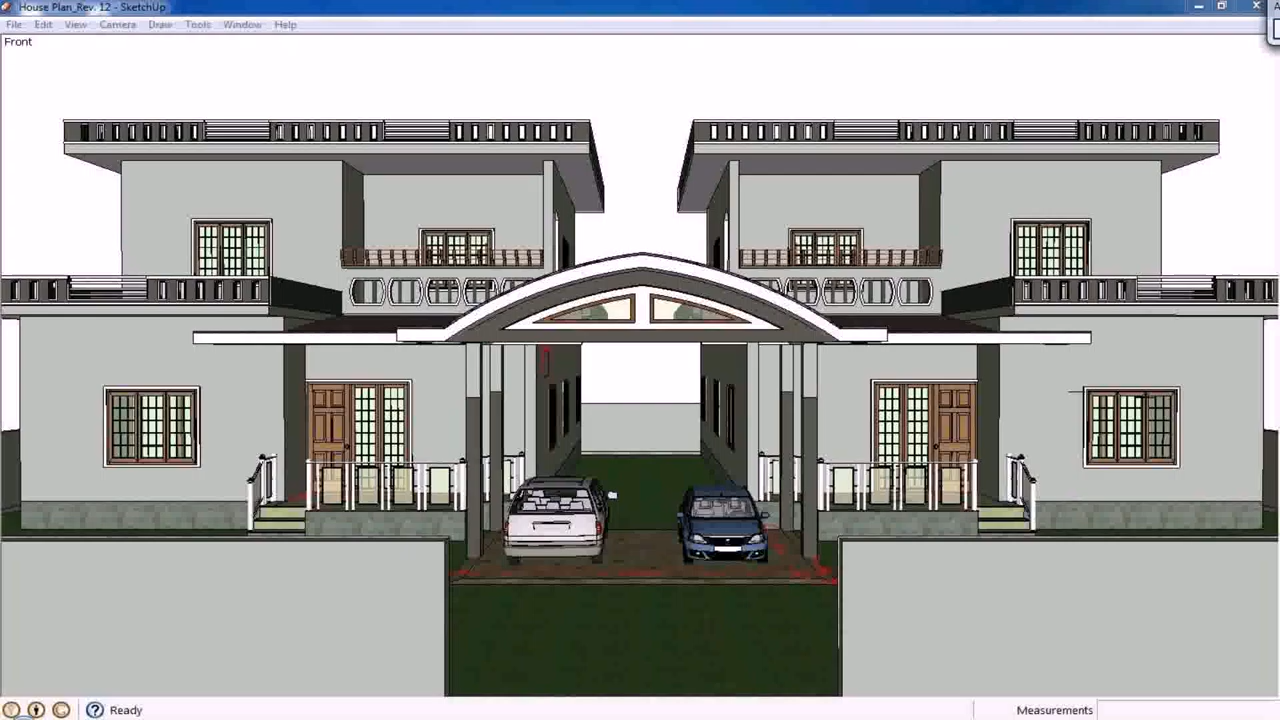 House Plan_Rev. 12 - SketchUp
File Edit View Camera Draw Tools Window Help
Front
Ready
Measurements